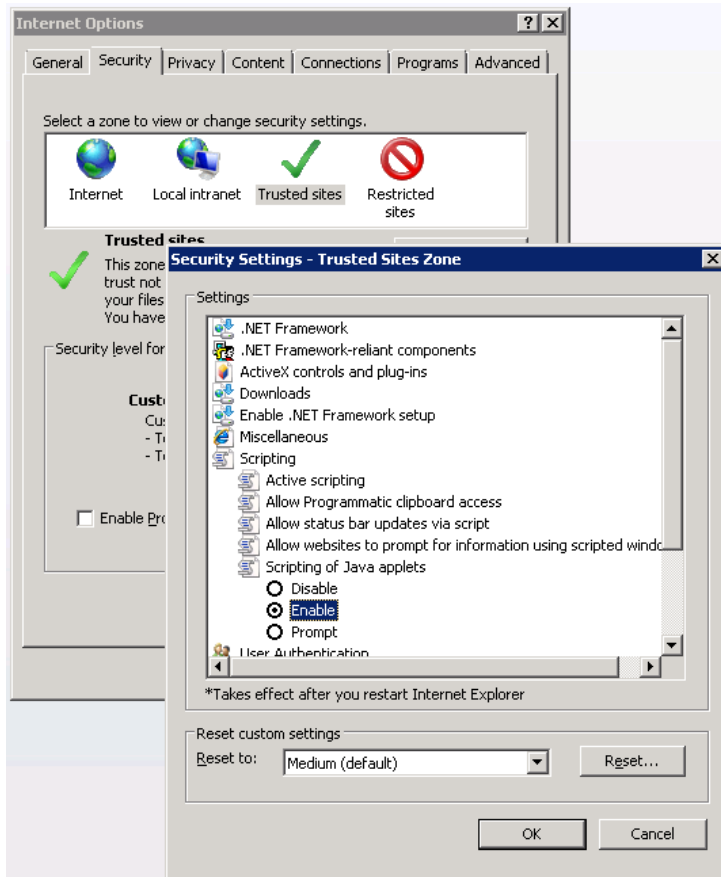 Internet Options
General Security Privacy Content Connections Programs Advanced
Select a zone to view or change security settings.
Internet Local intranet Trusted sites Restricted sites
Trusted sites
This zone
trust not
your files
You have
Security level for
Enable
Security Settings - Trusted Sites Zone
Settings
.NET Framework
.NET Framework-reliant components
ActiveX controls and plug-ins
Downloads
Enable .NET Framework setup
Miscellaneous
Scripting
Active scripting
Allow Programmatic clipboard access
Allow status bar updates via script
Allow websites to prompt for information using scripted
Scripting of Java applets
Disable
Enable
Prompt
User Authentication
*Takes effect after you restart Internet Explorer
Reset custom settings
Reset to: Medium (default) Reset...
OK Cancel